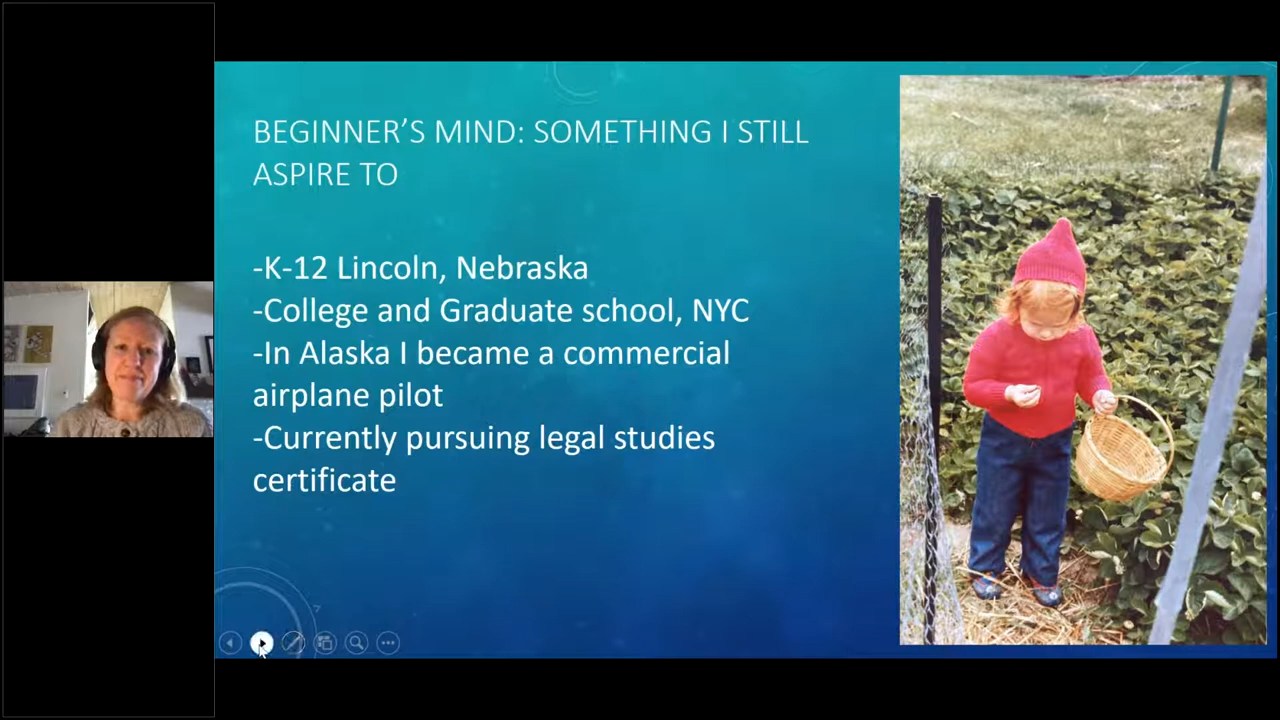 BEGINNER’S MIND: SOMETHING I STILL
ASPIRE TO
-K-12 Lincoln, Nebraska
-College and Graduate school, NYC
-In Alaska I became a commercial
airplane pilot
-Currently pursuing legal studies
certificate
7